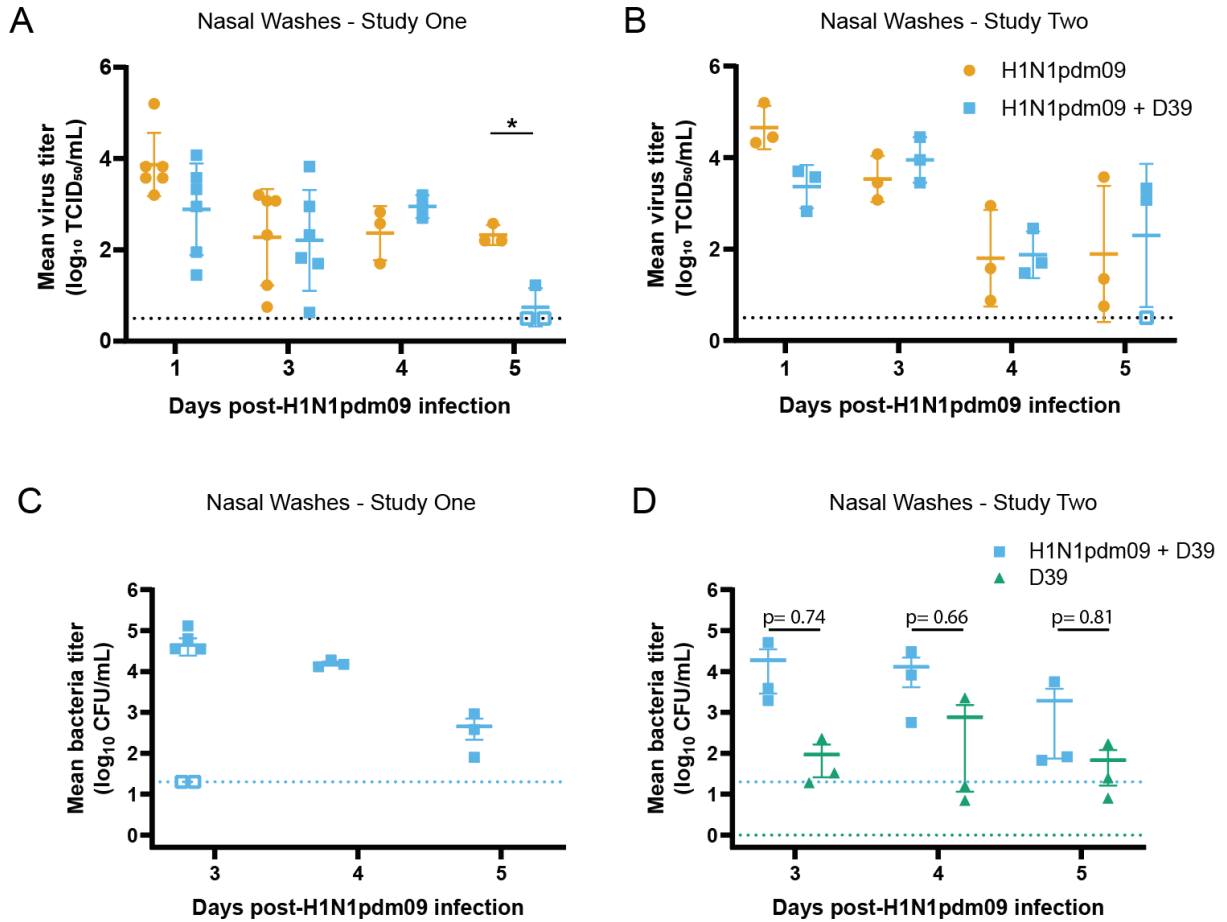 A
Nasal Washes - Study One
Mean virus titer
(log₁₀ TCID₅₀/mL)
6
4
2
0
*
1
3
4
5
Days post-H1N1pdm09 infection
B
Nasal Washes - Study Two
H1N1pdm09
H1N1pdm09 + D39
Mean virus titer
(log₁₀ TCID₅₀/mL)
6
4
2
0
1
3
4
5
Days post-H1N1pdm09 infection
C
Nasal Washes - Study One
Mean bacteria titer
(log₁₀ CFU/mL)
6
5
4
3
2
1
0
3
4
5
Days post-H1N1pdm09 infection
D
Nasal Washes - Study Two
H1N1pdm09 + D39
D39
Mean bacteria titer
(log₁₀ CFU/mL)
6
5
4
3
2
1
0
p= 0.74
p= 0.66
p= 0.81
3
4
5
Days post-H1N1pdm09 infection